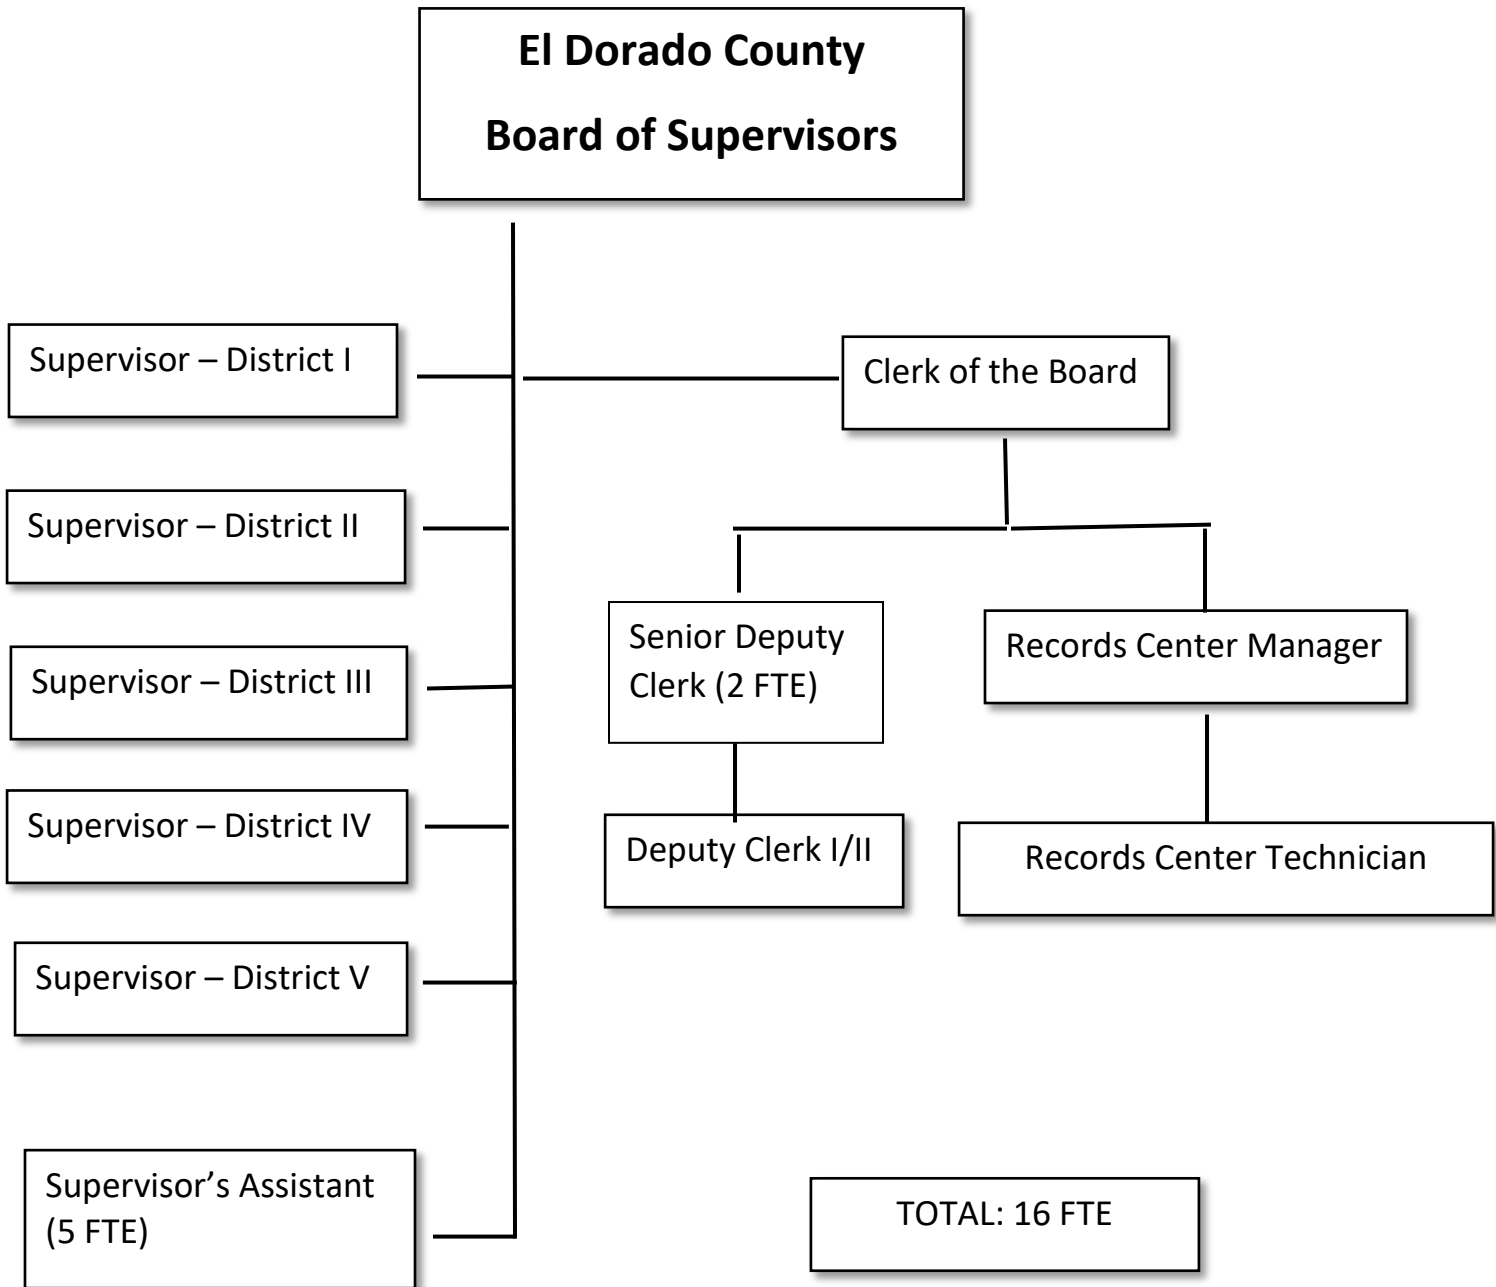 El Dorado County
Board of Supervisors
Supervisor – District I
Clerk of the Board
Supervisor – District II
Senior Deputy
Clerk (2 FTE)
Records Center Manager
Supervisor – District III
Supervisor – District IV
Deputy Clerk I/II
Records Center Technician
Supervisor – District V
Supervisor’s Assistant
(5 FTE)
TOTAL: 16 FTE